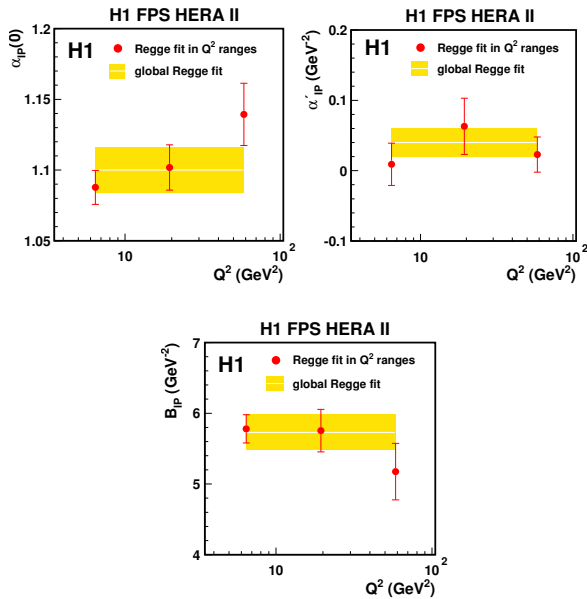 H1 FPS HERA II
α_IP(0)
1.2
1.15
1.1
1.05
H1
Regge fit in Q² ranges
global Regge fit
10
10²
Q² (GeV²)
H1 FPS HERA II
α′_IP (GeV⁻²)
0.2
0.1
0
-0.1
H1
Regge fit in Q² ranges
global Regge fit
10
10²
Q² (GeV²)
H1 FPS HERA II
B_IP (GeV⁻²)
7
6
5
4
H1
Regge fit in Q² ranges
global Regge fit
10
10²
Q² (GeV²)